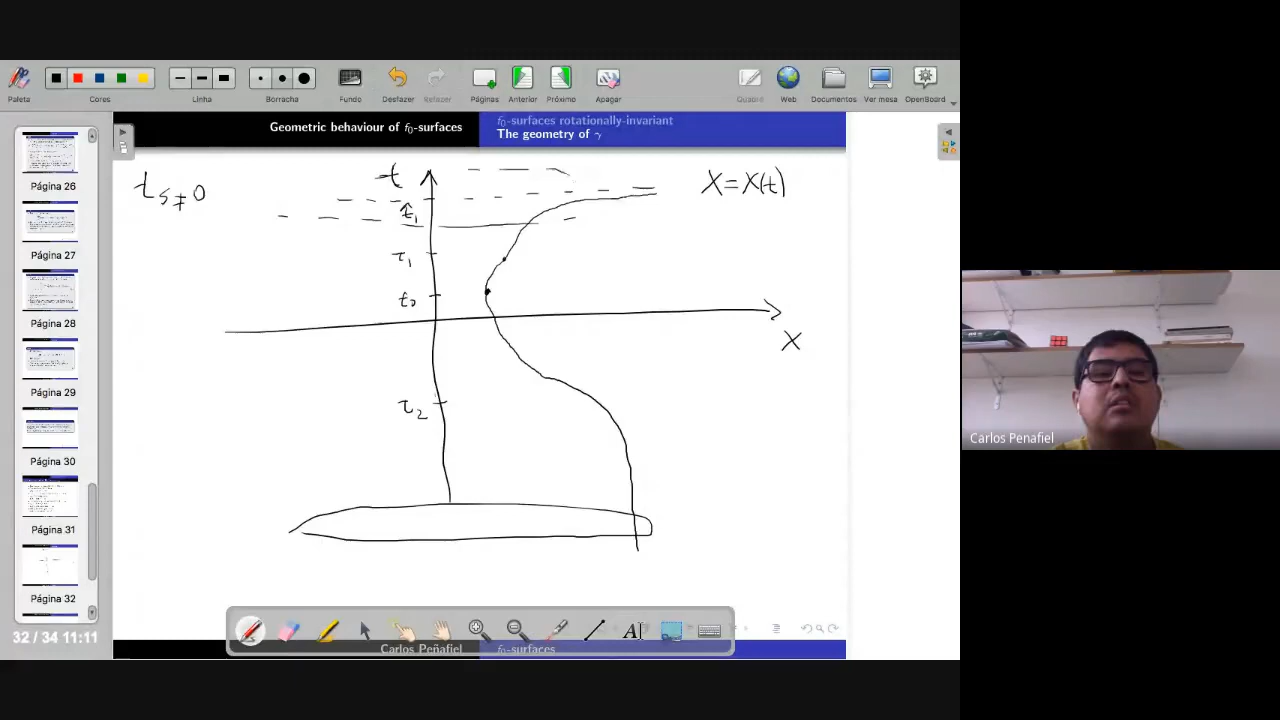 Paleta
Cores
Linha
Borracha
Fundo
Desfazer
Refazer
Páginas
Anterior
Próximo
Apagar
Quadro
Web
Documentos
Ver mesa
OpenBoard
Geometric behaviour of f₀-surfaces
f₀-surfaces rotationally-invariant
The geometry of γ
Página 26
Página 27
Página 28
Página 29
Página 30
Página 31
Página 32
32 / 34 11:11
t
X=X(t)
τ₁
X
τ₂
Carlos Peñafiel
f₀-surfaces
Carlos Penafiel